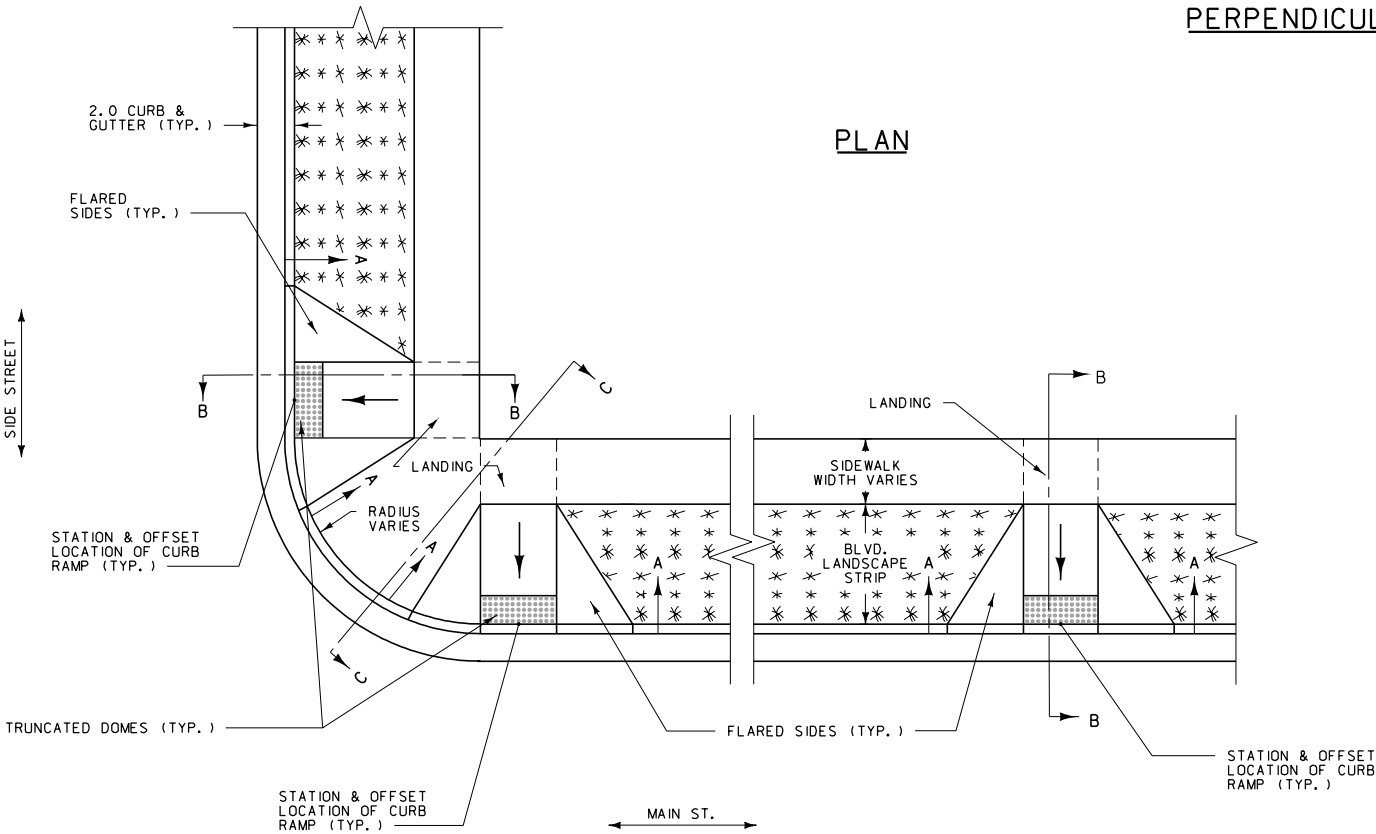 PERPENDICUL
PLAN
2.0 CURB &
GUTTER (TYP.)
FLARED
SIDES (TYP.)
A
SIDE STREET
B
B
C
B
LANDING
LANDING
SIDEWALK
WIDTH VARIES
A
RADIUS
VARIES
A
BLVD.
LANDSCAPE
STRIP
A
A
A
STATION & OFFSET
LOCATION OF CURB
RAMP (TYP.)
C
B
TRUNCATED DOMES (TYP.)
FLARED SIDES (TYP.)
STATION & OFFSET
LOCATION OF CURB
RAMP (TYP.)
STATION & OFFSET
LOCATION OF CURB
RAMP (TYP.)
MAIN ST.